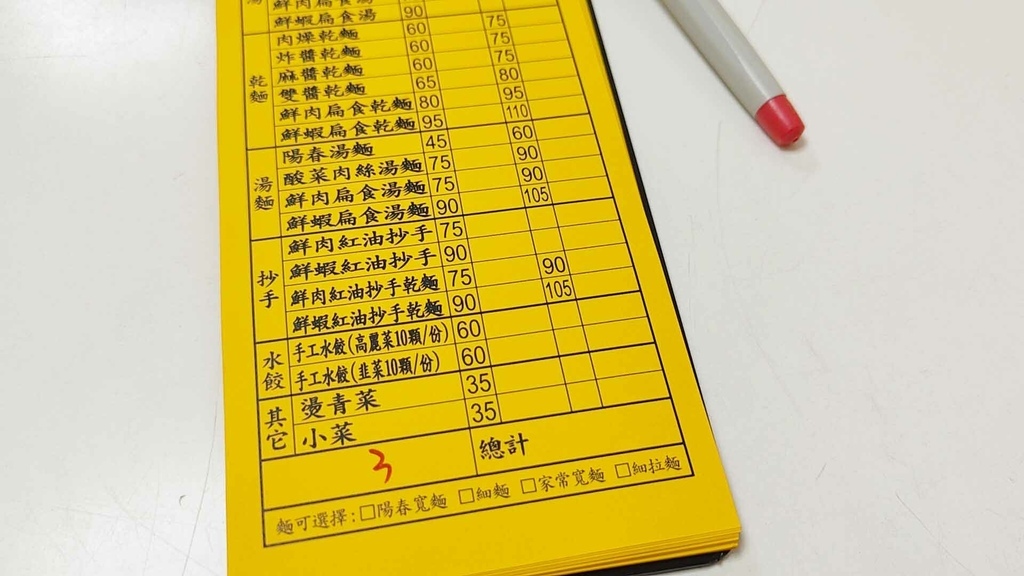 湯
鮮肉扁食湯
鮮蝦扁食湯 90
乾麵
肉燥乾麵 60 75
炸醬乾麵 60 75
麻醬乾麵 60 75
雙醬乾麵 65 80
鮮肉扁食乾麵 80 95
鮮蝦扁食乾麵 95 110
湯麵
陽春湯麵 45 60
酸菜肉絲湯麵 75 90
鮮肉扁食湯麵 75 90
鮮蝦扁食湯麵 90 105
抄手
鮮肉紅油抄手 75
鮮蝦紅油抄手 90
鮮肉紅油抄手乾麵 75 90
鮮蝦紅油抄手乾麵 90 105
水餃
手工水餃(高麗菜10顆/份) 60
手工水餃(韭菜10顆/份) 60
其它
燙青菜 35
小菜 35
3 總計
麵可選擇:□陽春寬麵 □細麵 □家常寬麵 □細拉麵